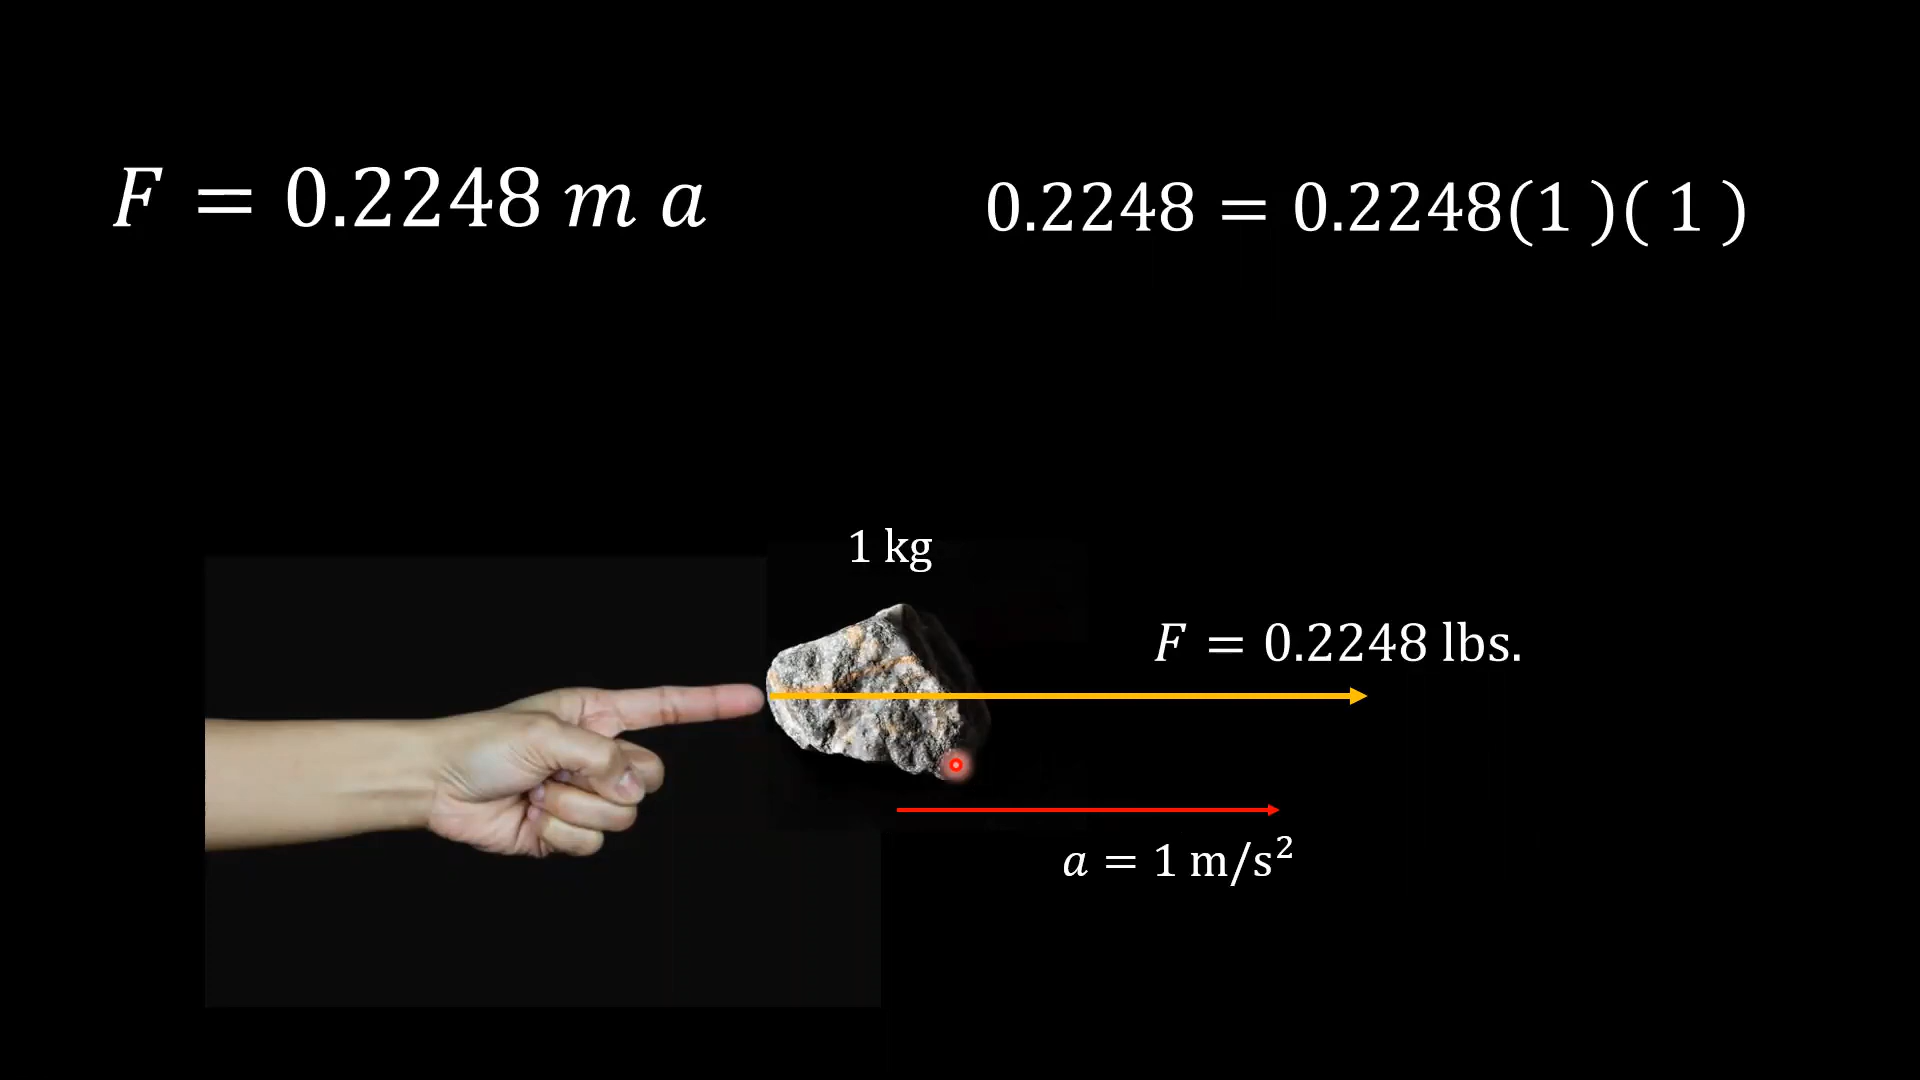 F = 0.2248 m a
0.2248 = 0.2248(1 )( 1 )
1 kg
F = 0.2248 lbs.
a = 1 m/s²